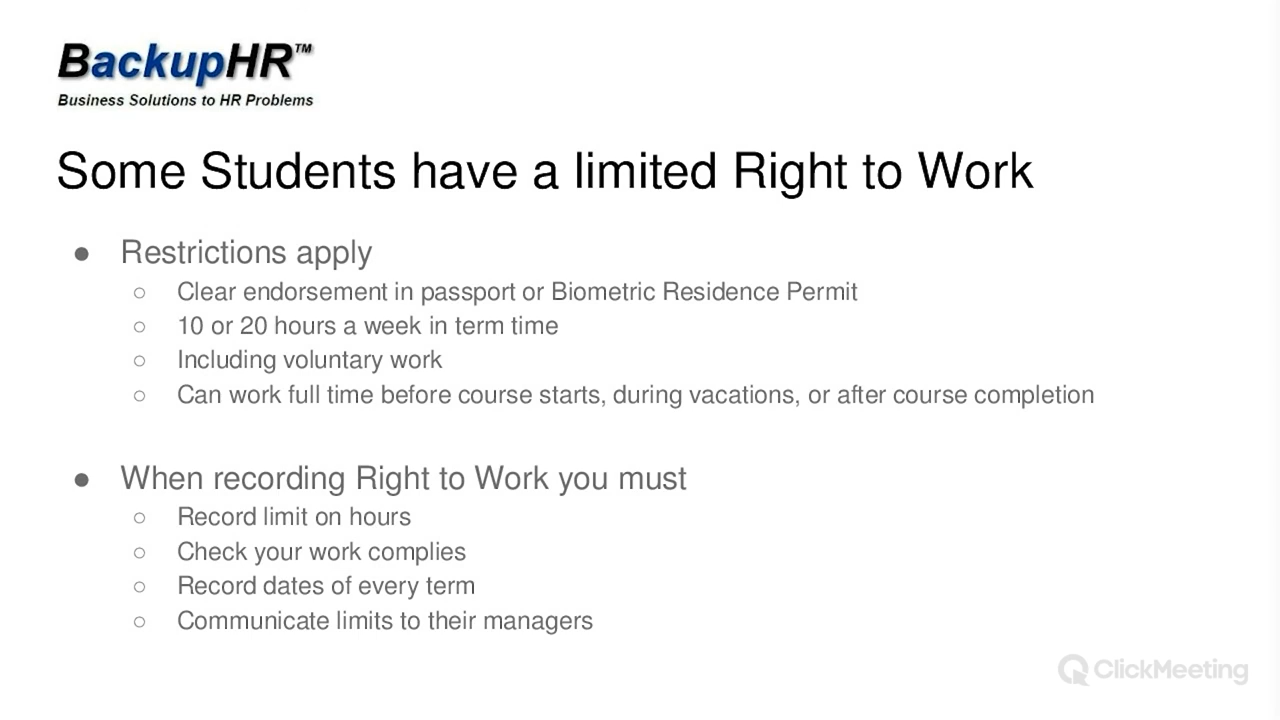 BackupHR™
Business Solutions to HR Problems
Some Students have a limited Right to Work
● Restrictions apply
○ Clear endorsement in passport or Biometric Residence Permit
○ 10 or 20 hours a week in term time
○ Including voluntary work
○ Can work full time before course starts, during vacations, or after course completion
● When recording Right to Work you must
○ Record limit on hours
○ Check your work complies
○ Record dates of every term
○ Communicate limits to their managers
ClickMeeting